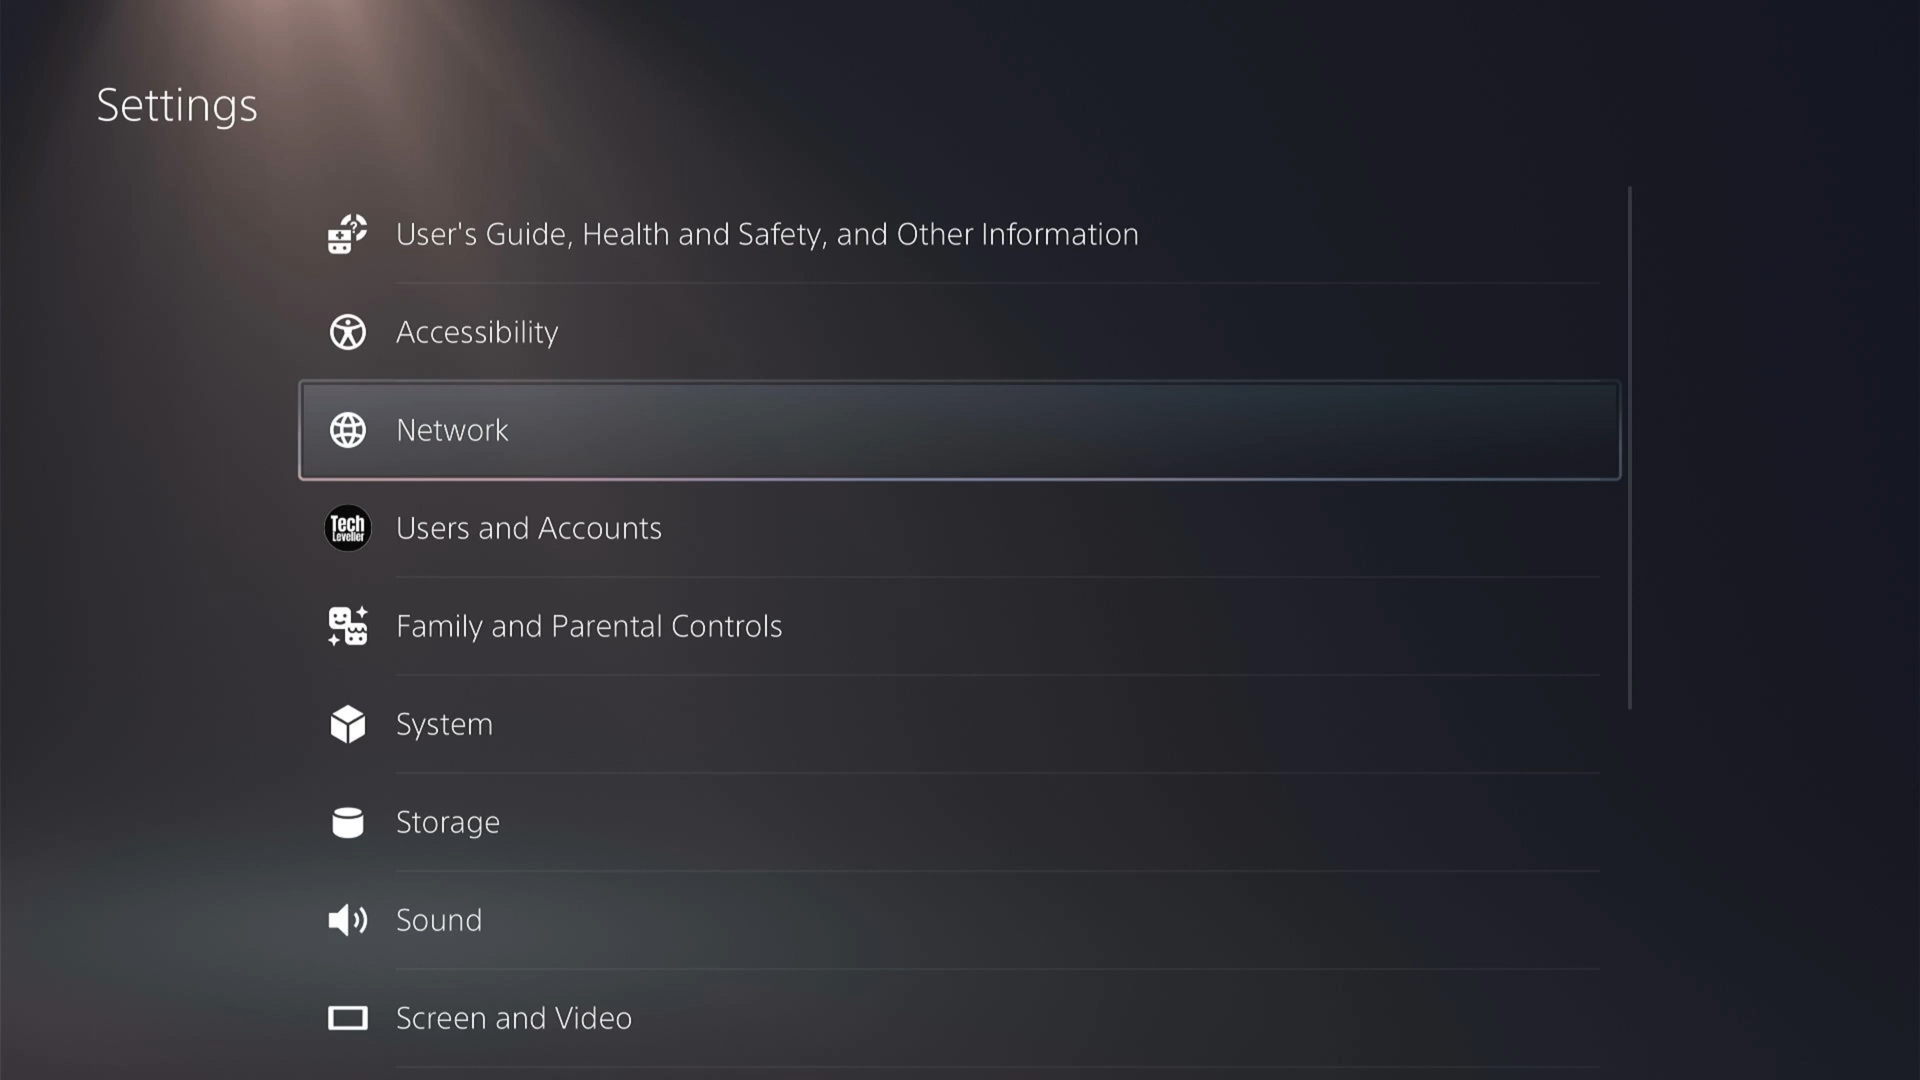 Settings
User's Guide, Health and Safety, and Other Information
Accessibility
Network
Tech
Leveller
Users and Accounts
Family and Parental Controls
System
Storage
Sound
Screen and Video